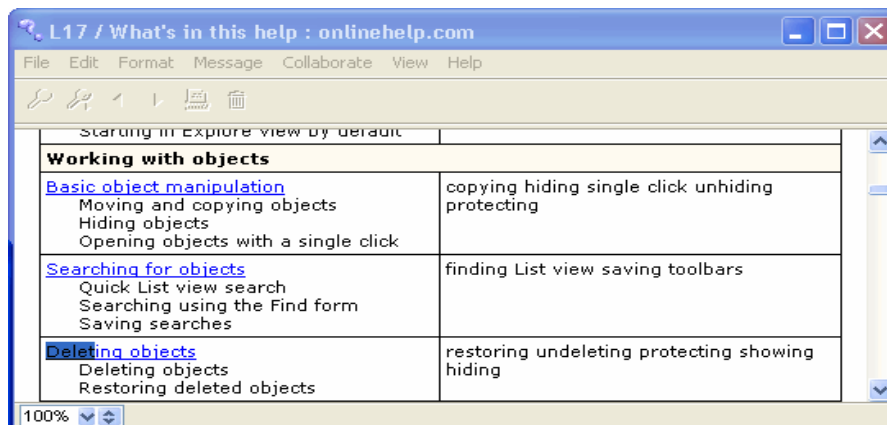 L17 / What's in this help : onlinehelp.com
File Edit Format Message Collaborate View Help
Starting in Explore view by default
Working with objects
Basic object manipulation
Moving and copying objects
Hiding objects
Opening objects with a single click
copying hiding single click unhiding
protecting
Searching for objects
Quick List view search
Searching using the Find form
Saving searches
finding List view saving toolbars
Deleting objects
Deleting objects
Restoring deleted objects
restoring undeleting protecting showing
hiding
100%